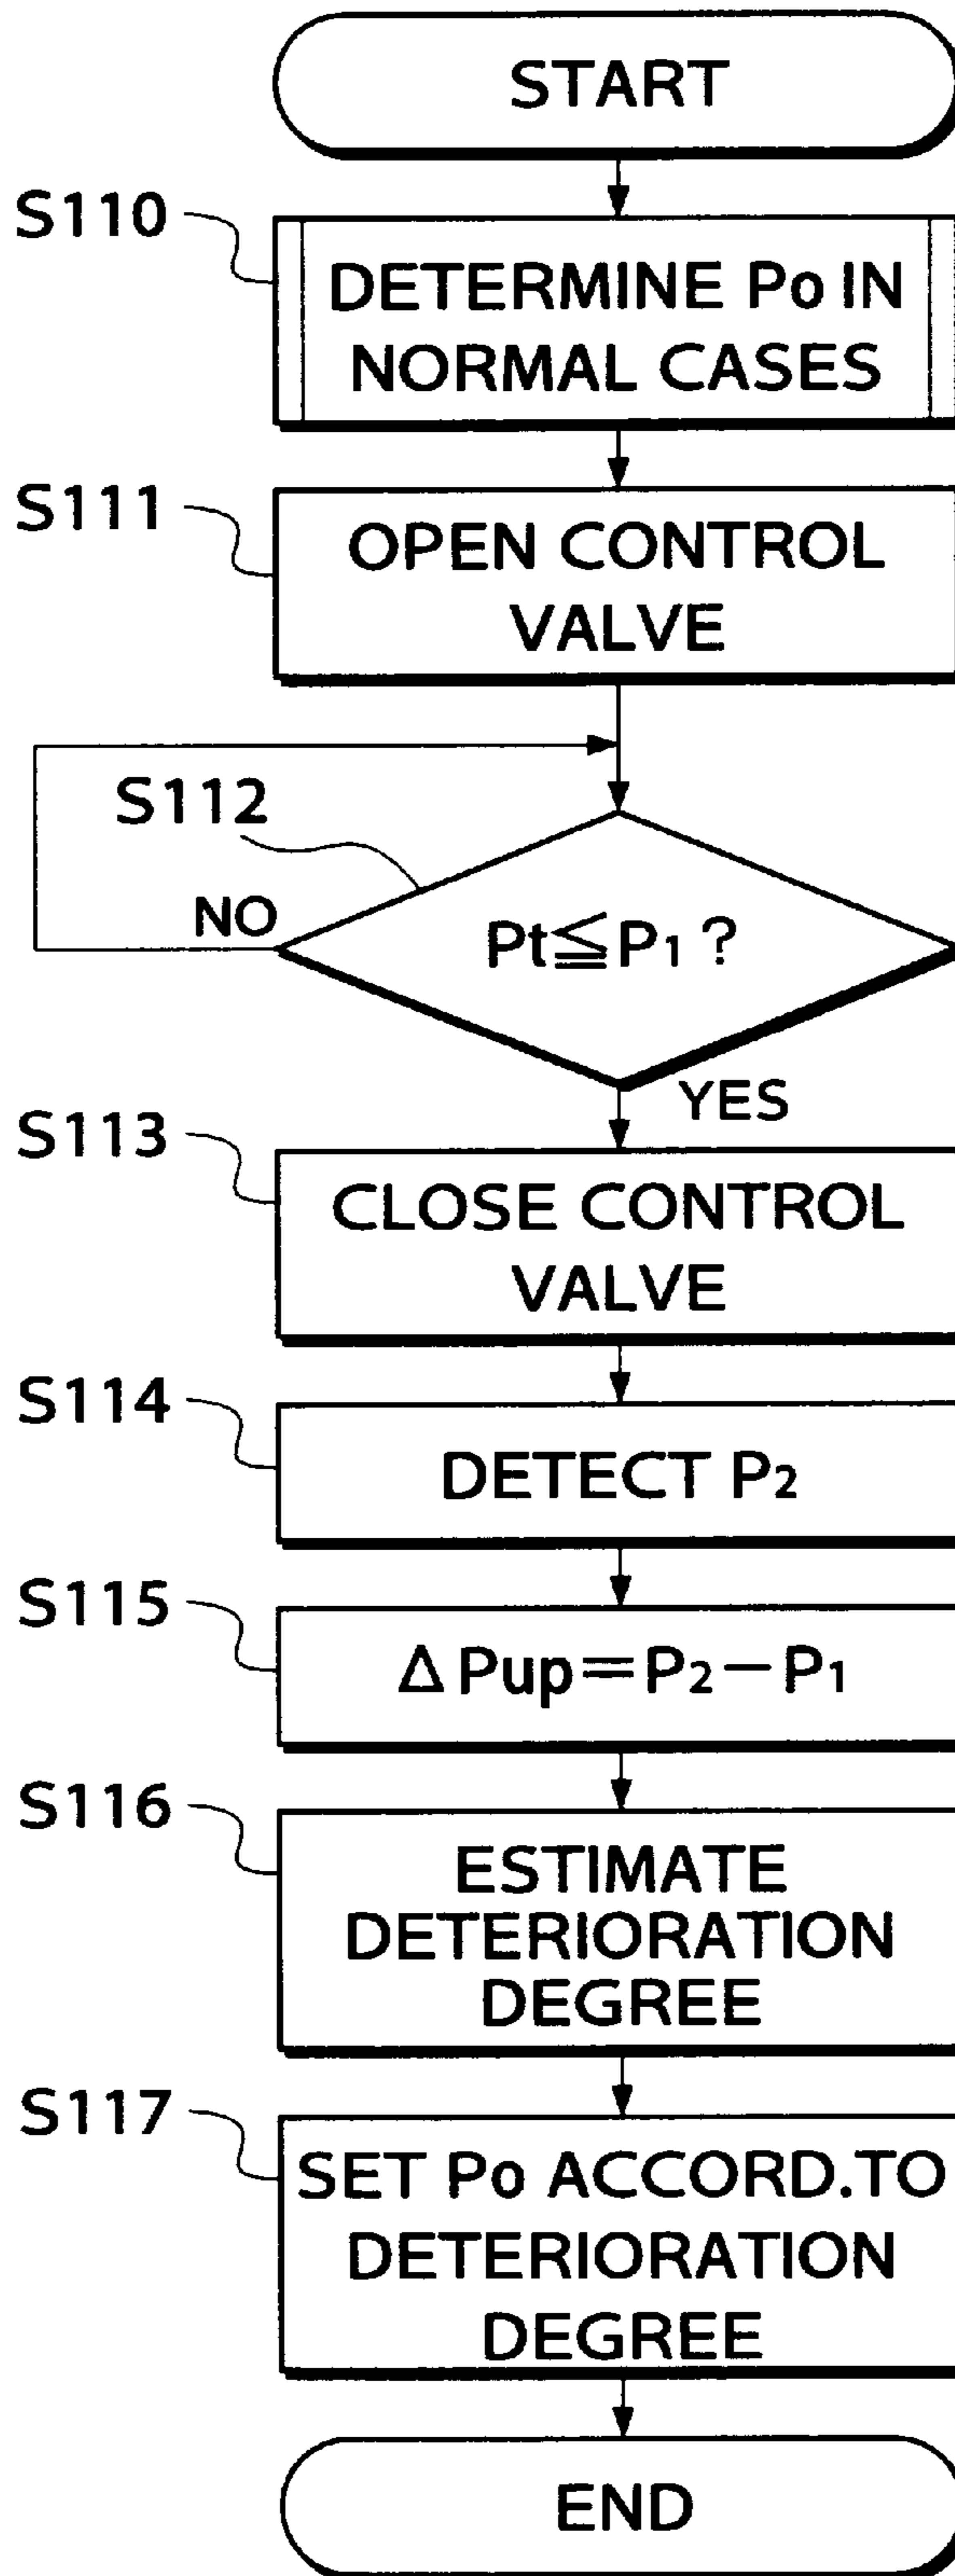 START
S110
DETERMINE Po IN
NORMAL CASES
S111
OPEN CONTROL
VALVE
S112
NO
Pt≦P₁ ?
YES
S113
CLOSE CONTROL
VALVE
S114
DETECT P₂
S115
Δ Pup=P₂−P₁
S116
ESTIMATE
DETERIORATION
DEGREE
S117
SET Po ACCORD.TO
DETERIORATION
DEGREE
END